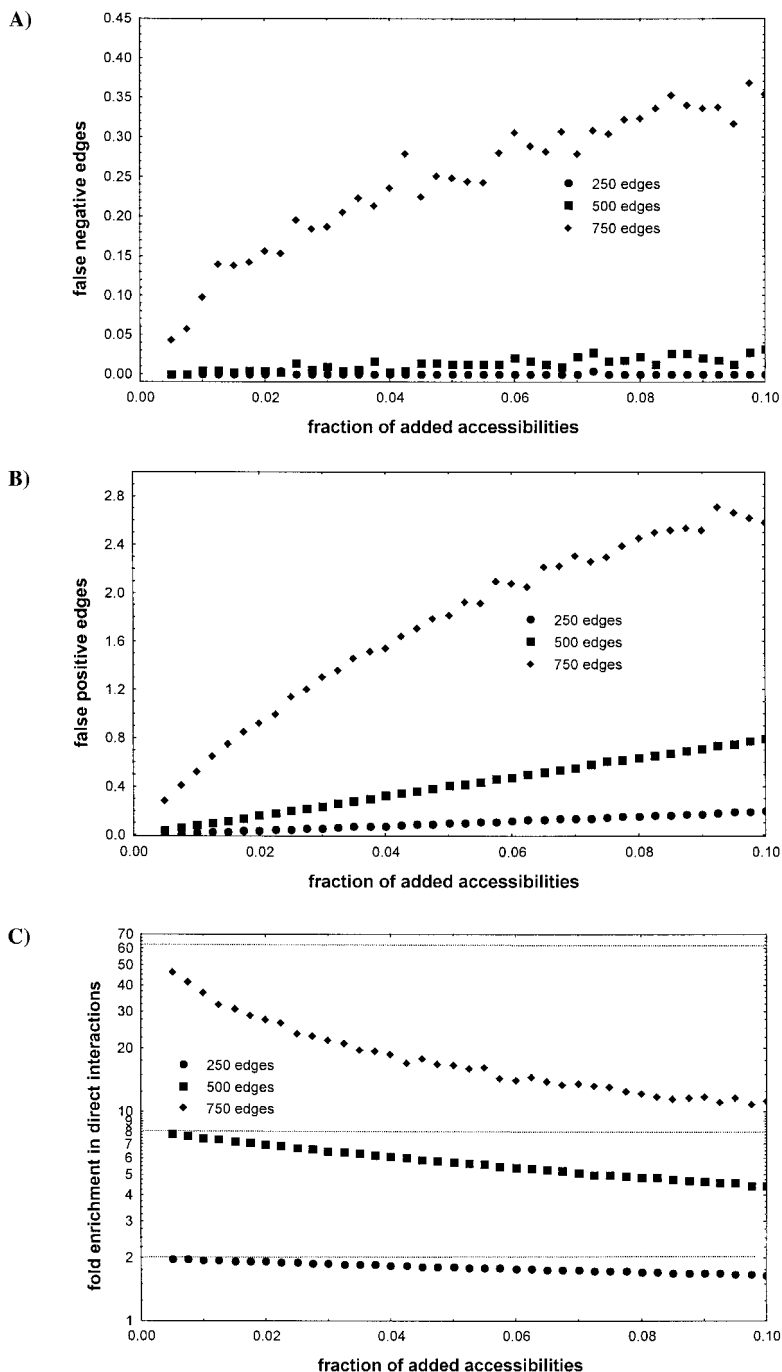 A)
false negative edges
0.45
0.40
0.35
0.30
0.25
0.20
0.15
0.10
0.05
0.00
250 edges
500 edges
750 edges
0.00
0.02
0.04
0.06
0.08
0.10
fraction of added accessibilities
B)
false positive edges
2.8
2.4
2.0
1.6
1.2
0.8
0.4
0.0
250 edges
500 edges
750 edges
0.00
0.02
0.04
0.06
0.08
0.10
fraction of added accessibilities
C)
fold enrichment in direct interactions
70
60
50
40
30
20
10
9
8
7
6
5
4
3
2
1
250 edges
500 edges
750 edges
0.00
0.02
0.04
0.06
0.08
0.10
fraction of added accessibilities